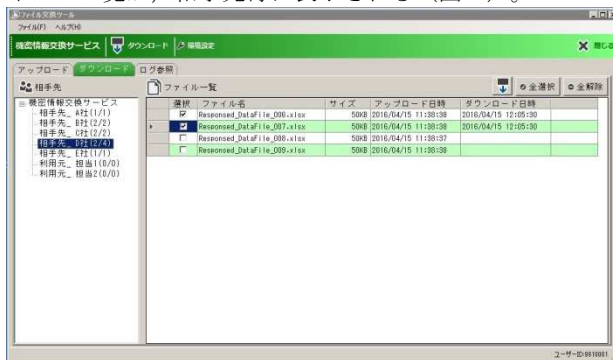 ファイル交換ツール
ファイル(F) ヘルプ(H)
機密情報交換サービス ダウンロード 環境設定 閉じる
アップロード ダウンロード ログ参照
相手先 ファイル一覧 全選択 全解除
機密情報交換サービス
相手先_ A社(1/1)
相手先_ B社(2/2)
相手先_ C社(2/2)
相手先_ D社(2/4)
相手先_ E社(1/1)
利用元_ 担当1(0/0)
利用元_ 担当2(0/0)
選択 ファイル名 サイズ アップロード日時 ダウンロード日時
Responsed_DataFile_006.xlsx 50KB 2016/04/15 11:38:38 2016/04/15 12:05:30
Responsed_DataFile_007.xlsx 50KB 2016/04/15 11:38:38 2016/04/15 12:05:30
Responsed_DataFile_008.xlsx 50KB 2016/04/15 11:38:37
Responsed_DataFile_009.xlsx 50KB 2016/04/15 11:38:38
ユーザーID:9810001